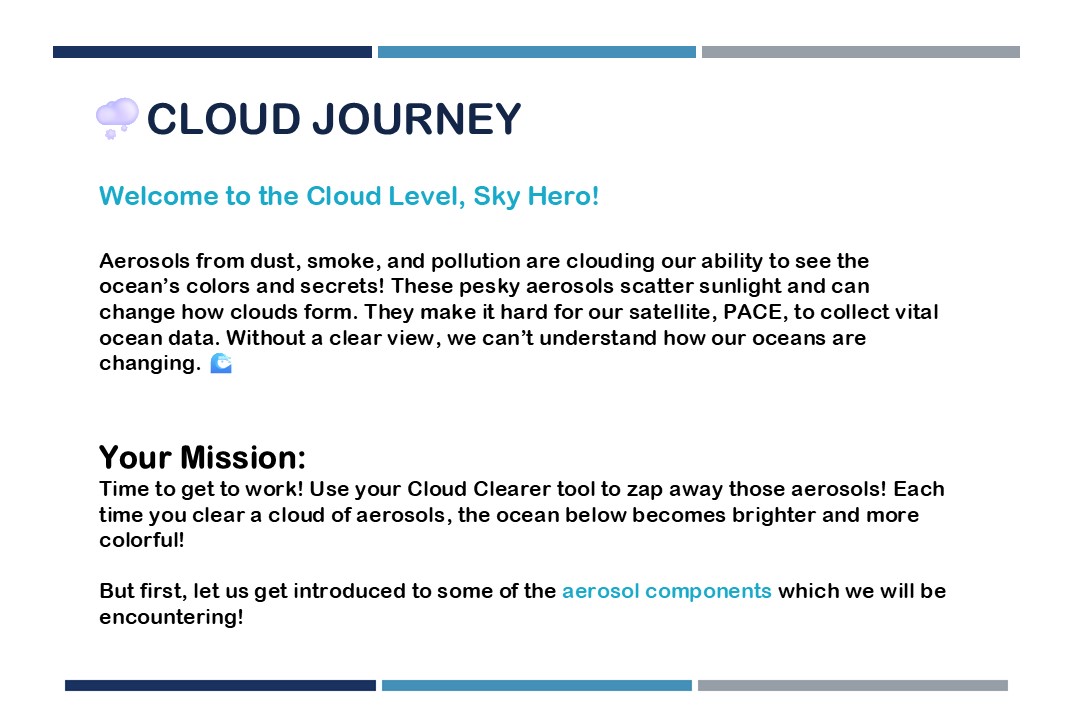 CLOUD JOURNEY
Welcome to the Cloud Level, Sky Hero!
Aerosols from dust, smoke, and pollution are clouding our ability to see the
ocean’s colors and secrets! These pesky aerosols scatter sunlight and can
change how clouds form. They make it hard for our satellite, PACE, to collect vital
ocean data. Without a clear view, we can’t understand how our oceans are
changing.
Your Mission:
Time to get to work! Use your Cloud Clearer tool to zap away those aerosols! Each
time you clear a cloud of aerosols, the ocean below becomes brighter and more
colorful!
But first, let us get introduced to some of the aerosol components which we will be
encountering!